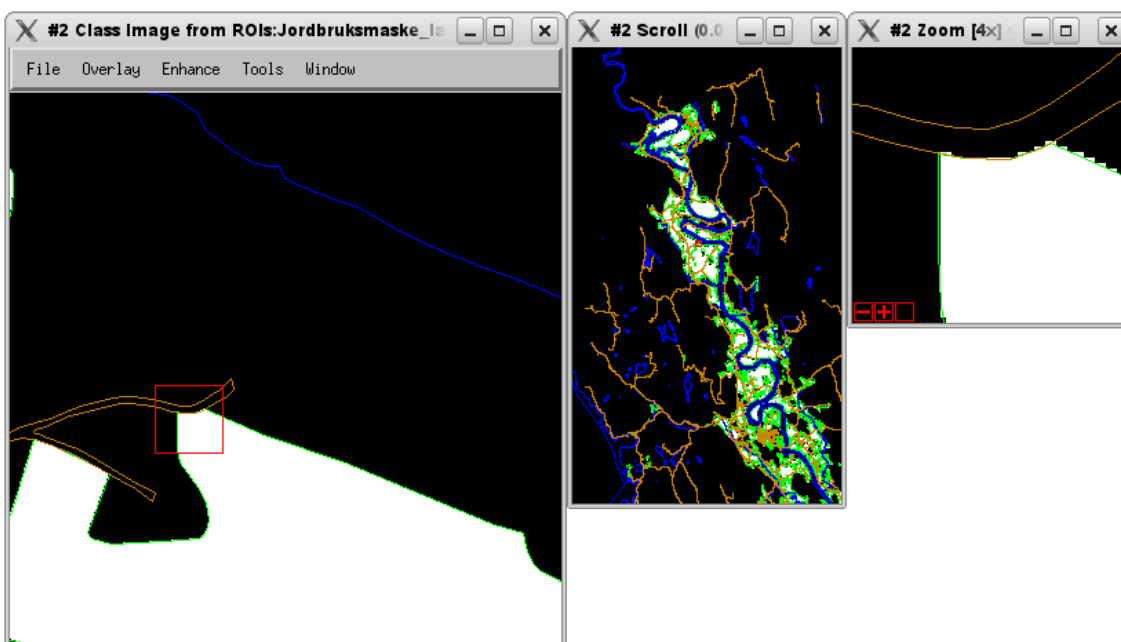 #2 Class Image from ROIs:Jordbruksmaske_la
File Overlay Enhance Tools Window
#2 Scroll (0.0
#2 Zoom [4x]